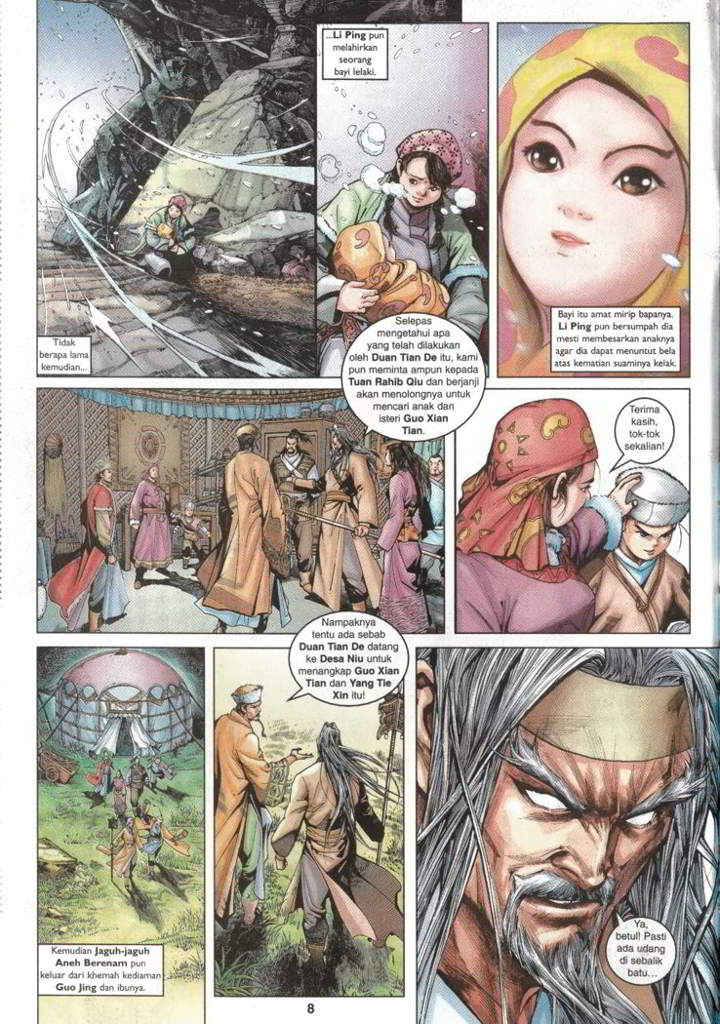 Tidak
berapa lama
kemudian...
...Li Ping pun
melahirkan
seorang
bayi lelaki.
Bayi itu amat mirip bapanya.
Li Ping pun bersumpah dia
mesti membesarkan anaknya
agar dia dapat menuntut bela
atas kematian suaminya kelak.
Selepas
mengetahui apa
yang telah dilakukan
oleh Duan Tian De itu, kami
pun meminta ampun kepada
Tuan Rahib Qiu dan berjanji
akan menolongnya untuk
mencari anak dan
isteri Guo Xian
Tian.
Terima
kasih,
tok-tok
sekalian!
Kemudian Jaguh-jaguh
Aneh Berenam pun
keluar dari khemah kediaman
Guo Jing dan ibunya.
Nampaknya
tentu ada sebab
Duan Tian De datang
ke Desa Niu untuk
menangkap Guo Xian
Tian dan Yang Tie
Xin itu!
Ya,
betul! Pasti
ada udang
di sebalik
batu...
8